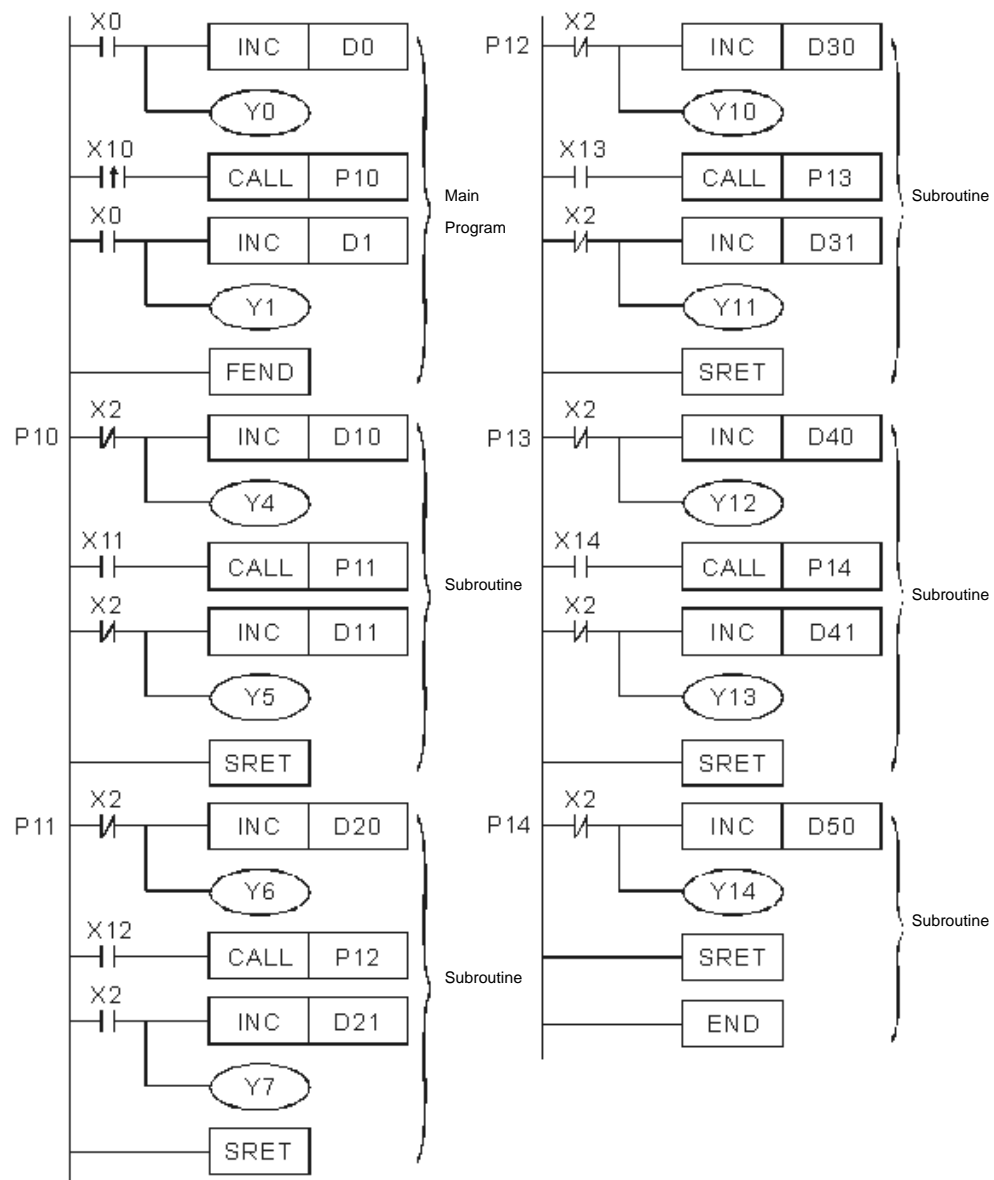 X0
INC D0
Y0
X10
CALL P10
X0
INC D1
Y1
FEND
Main
Program
X2
P10 INC D10
Y4
X11
CALL P11
X2
INC D11
Y5
SRET
Subroutine
X2
P11 INC D20
Y6
X12
CALL P12
X2
INC D21
Y7
SRET
Subroutine
X2
P12 INC D30
Y10
X13
CALL P13
X2
INC D31
Y11
SRET
Subroutine
X2
P13 INC D40
Y12
X14
CALL P14
X2
INC D41
Y13
SRET
Subroutine
X2
P14 INC D50
Y14
SRET
END
Subroutine